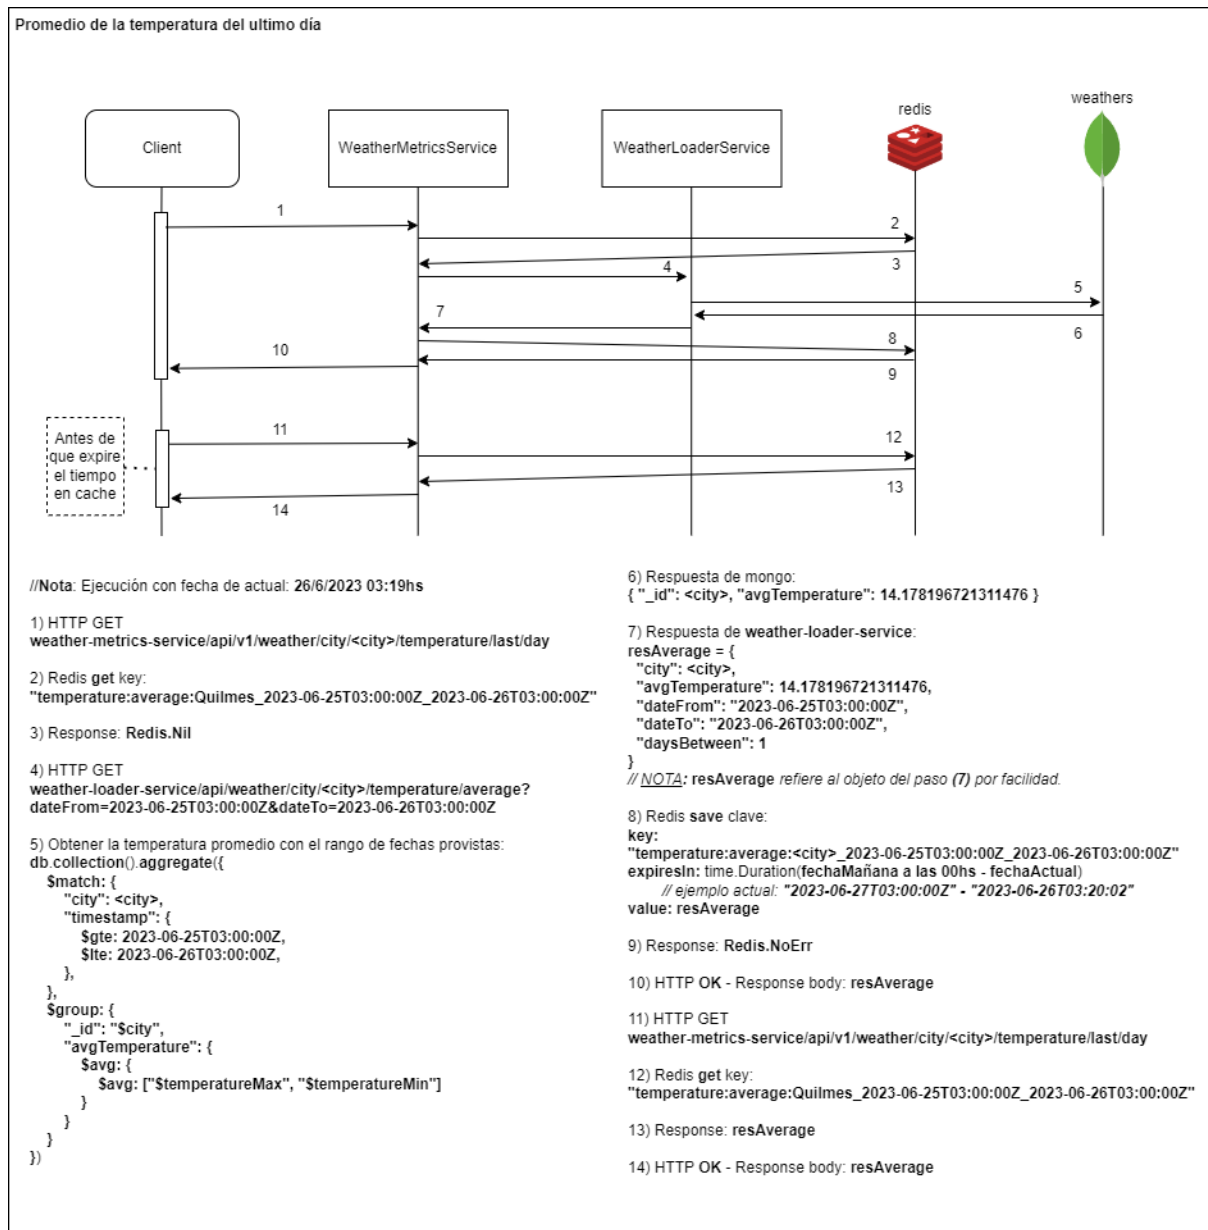 Promedio de la temperatura del ultimo día
Client
WeatherMetricsService
WeatherLoaderService
redis
weathers
1
2
3
4
5
6
7
8
9
10
11
12
13
14
Antes de
que expire
el tiempo
en cache
//Nota: Ejecución con fecha de actual: 26/6/2023 03:19hs
1) HTTP GET
weather-metrics-service/api/v1/weather/city/<city>/temperature/last/day
2) Redis get key:
"temperature:average:Quilmes_2023-06-25T03:00:00Z_2023-06-26T03:00:00Z"
3) Response: Redis.Nil
4) HTTP GET
weather-loader-service/api/weather/city/<city>/temperature/average?
dateFrom=2023-06-25T03:00:00Z&dateTo=2023-06-26T03:00:00Z
5) Obtener la temperatura promedio con el rango de fechas provistas:
db.collection().aggregate({
$match: {
"city": <city>,
"timestamp": {
$gte: 2023-06-25T03:00:00Z,
$lte: 2023-06-26T03:00:00Z,
},
},
$group: {
"_id": "$city",
"avgTemperature": {
$avg: {
$avg: ["$temperatureMax", "$temperatureMin"]
}
}
}
})
6) Respuesta de mongo:
{ "_id": <city>, "avgTemperature": 14.178196721311476 }
7) Respuesta de weather-loader-service:
resAverage = {
"city": <city>,
"avgTemperature": 14.178196721311476,
"dateFrom": "2023-06-25T03:00:00Z",
"dateTo": "2023-06-26T03:00:00Z",
"daysBetween": 1
}
// NOTA: resAverage refiere al objeto del paso (7) por facilidad.
8) Redis save clave:
key:
"temperature:average:<city>_2023-06-25T03:00:00Z_2023-06-26T03:00:00Z"
expiresIn: time.Duration(fechaMañana a las 00hs - fechaActual)
// ejemplo actual: "2023-06-27T03:00:00Z" - "2023-06-26T03:20:02"
value: resAverage
9) Response: Redis.NoErr
10) HTTP OK - Response body: resAverage
11) HTTP GET
weather-metrics-service/api/v1/weather/city/<city>/temperature/last/day
12) Redis get key:
"temperature:average:Quilmes_2023-06-25T03:00:00Z_2023-06-26T03:00:00Z"
13) Response: resAverage
14) HTTP OK - Response body: resAverage